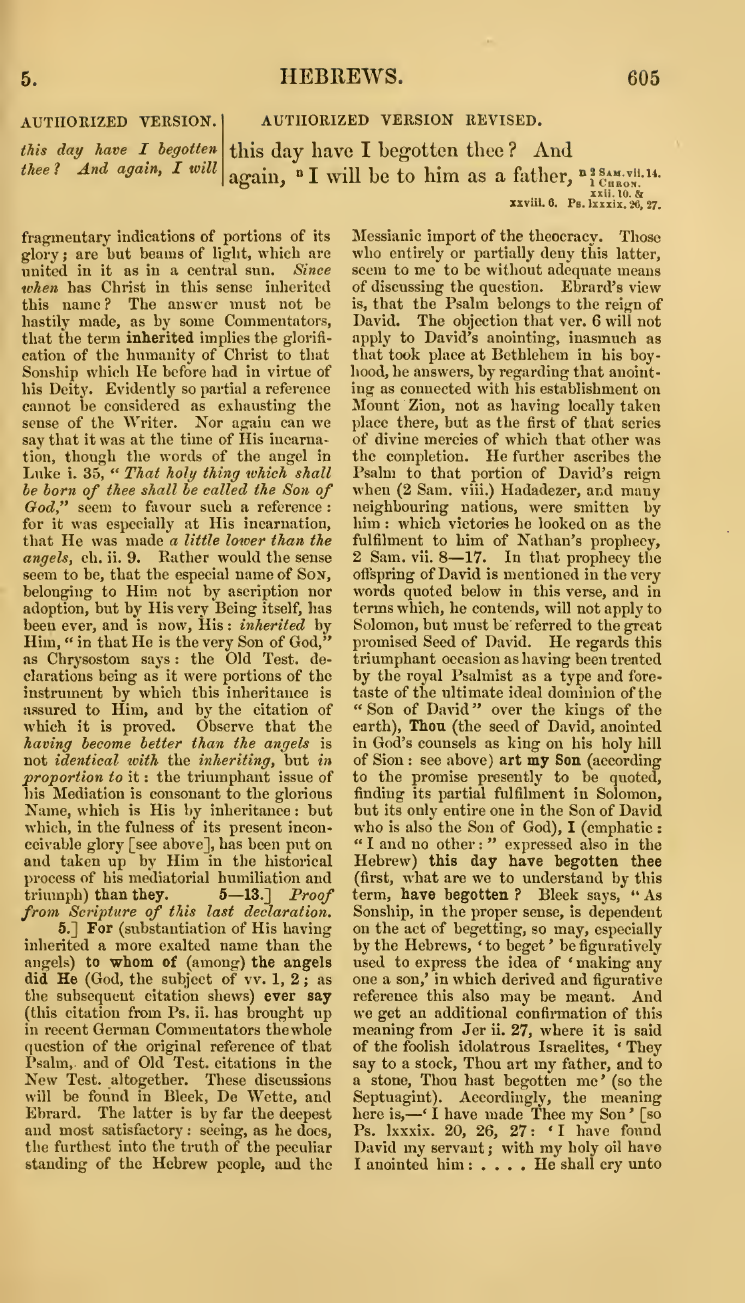 5.
HEBREWS.
605
AUTHORIZED VERSION.
this day have I begotten
thee? And again, I will
AUTHORIZED VERSION REVISED.
this day have I begotten thee? And
again, n I will be to him as a father,
n 2 SAM. vii. 14.
1 CHRON.
xxii. 10. &
xxviii. 6. Ps. lxxxix. 26, 27.
fragmentary indications of portions of its
glory; are but beams of light, which are
united in it as in a central sun. Since
when has Christ in this sense inherited
this name? The answer must not be
hastily made, as by some Commentators,
that the term inherited implies the glorifi-
cation of the humanity of Christ to that
Sonship which He before had in virtue of
his Deity. Evidently so partial a reference
cannot be considered as exhausting the
sense of the Writer. Nor again can we
say that it was at the time of His incarna-
tion, though the words of the angel in
Luke i. 35, “ That holy thing which shall
be born of thee shall be called the Son of
God,” seem to favour such a reference :
for it was especially at His incarnation,
that He was made a little lower than the
angels, ch. ii. 9. Rather would the sense
seem to be, that the especial name of SON,
belonging to Him not by ascription nor
adoption, but by His very Being itself, has
been ever, and is now, His : inherited by
Him, “ in that He is the very Son of God,”
as Chrysostom says : the Old Test. de-
clarations being as it were portions of the
instrument by which this inheritance is
assured to Him, and by the citation of
which it is proved. Observe that the
having become better than the angels is
not identical with the inheriting, but in
proportion to it : the triumphant issue of
his Mediation is consonant to the glorious
Name, which is His by inheritance : but
which, in the fulness of its present incon-
ceivable glory [see above], has been put on
and taken up by Him in the historical
process of his mediatorial humiliation and
triumph) than they. 5—13.] Proof
from Scripture of this last declaration.
5.] For (substantiation of His having
inherited a more exalted name than the
angels) to whom of (among) the angels
did He (God, the subject of vv. 1, 2 ; as
the subsequent citation shews) ever say
(this citation from Ps. ii. has brought up
in recent German Commentators the whole
question of the original reference of that
Psalm, and of Old Test. citations in the
New Test. altogether. These discussions
will be found in Bleek, De Wette, and
Ebrard. The latter is by far the deepest
and most satisfactory : seeing, as he does,
the furthest into the truth of the peculiar
standing of the Hebrew people, and the
Messianic import of the theocracy. Those
who entirely or partially deny this latter,
seem to me to be without adequate means
of discussing the question. Ebrard's view
is, that the Psalm belongs to the reign of
David. The objection that ver. 6 will not
apply to David's anointing, inasmuch as
that took place at Bethlehem in his boy-
hood, he answers, by regarding that anoint-
ing as connected with his establishment on
Mount Zion, not as having locally taken
place there, but as the first of that series
of divine mercies of which that other was
the completion. He further ascribes the
Psalm to that portion of David's reign
when (2 Sam. viii.) Hadadezer, and many
neighbouring nations, were smitten by
him : which victories he looked on as the
fulfilment to him of Nathan's prophecy,
2 Sam. vii. 8—17. In that prophecy the
offspring of David is mentioned in the very
words quoted below in this verse, and in
terms which, he contends, will not apply to
Solomon, but must be referred to the great
promised Seed of David. He regards this
triumphant occasion as having been treated
by the royal Psalmist as a type and fore-
taste of the ultimate ideal dominion of the
“ Son of David ” over the kings of the
earth), Thou (the seed of David, anointed
in God's counsels as king on his holy hill
of Sion : see above) art my Son (according
to the promise presently to be quoted,
finding its partial fulfilment in Solomon,
but its only entire one in the Son of David
who is also the Son of God), I (emphatic :
“ I and no other : ” expressed also in the
Hebrew) this day have begotten thee
(first, what are we to understand by this
term, have begotten ? Bleek says, “ As
Sonship, in the proper sense, is dependent
on the act of begetting, so may, especially
by the Hebrews, ‘ to beget ’ be figuratively
used to express the idea of ‘ making any
one a son,’ in which derived and figurative
reference this also may be meant. And
we get an additional confirmation of this
meaning from Jer ii. 27, where it is said
of the foolish idolatrous Israelites, ‘ They
say to a stock, Thou art my father, and to
a stone, Thou hast begotten me’ (so the
Septuagint). Accordingly, the meaning
here is,—‘ I have made Thee my Son ’ [so
Ps. lxxxix. 20, 26, 27 : ‘ I have found
David my servant ; with my holy oil have
I anointed him : . . . . He shall cry unto